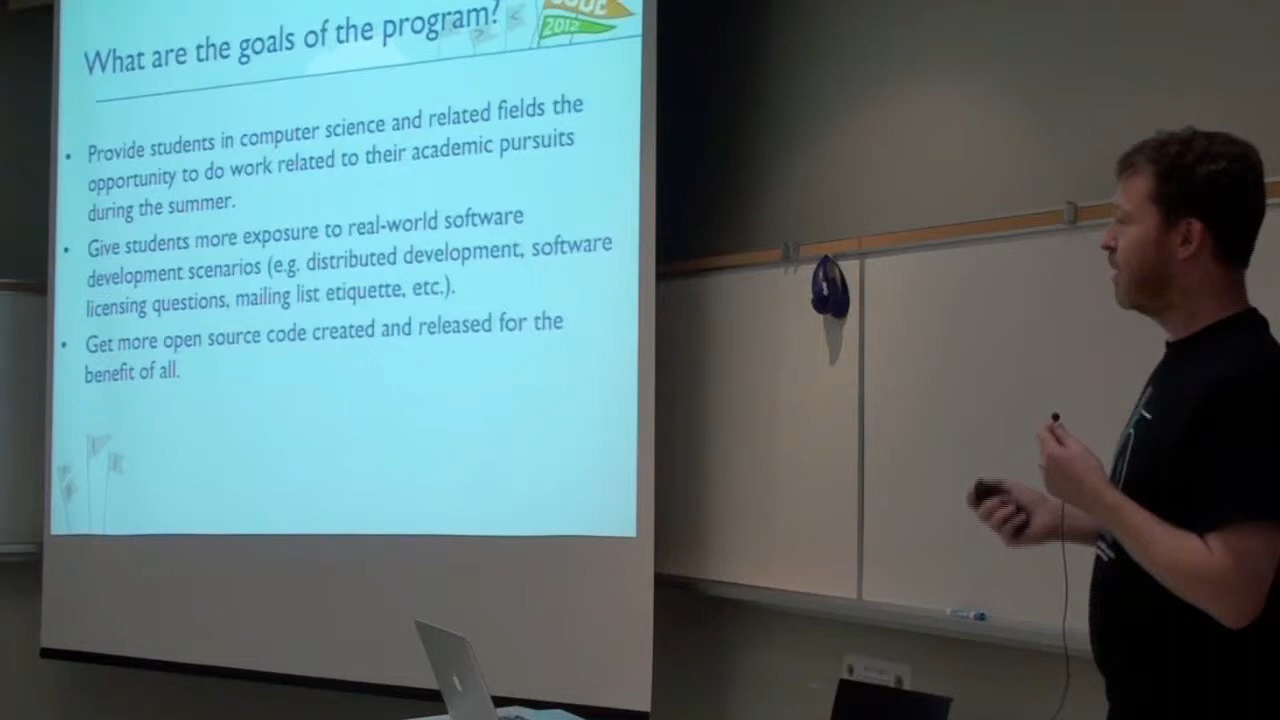 CODE
2012
What are the goals of the program?
• Provide students in computer science and related fields the
opportunity to do work related to their academic pursuits
during the summer.
• Give students more exposure to real-world software
development scenarios (e.g. distributed development, software
licensing questions, mailing list etiquette, etc.).
• Get more open source code created and released for the
benefit of all.